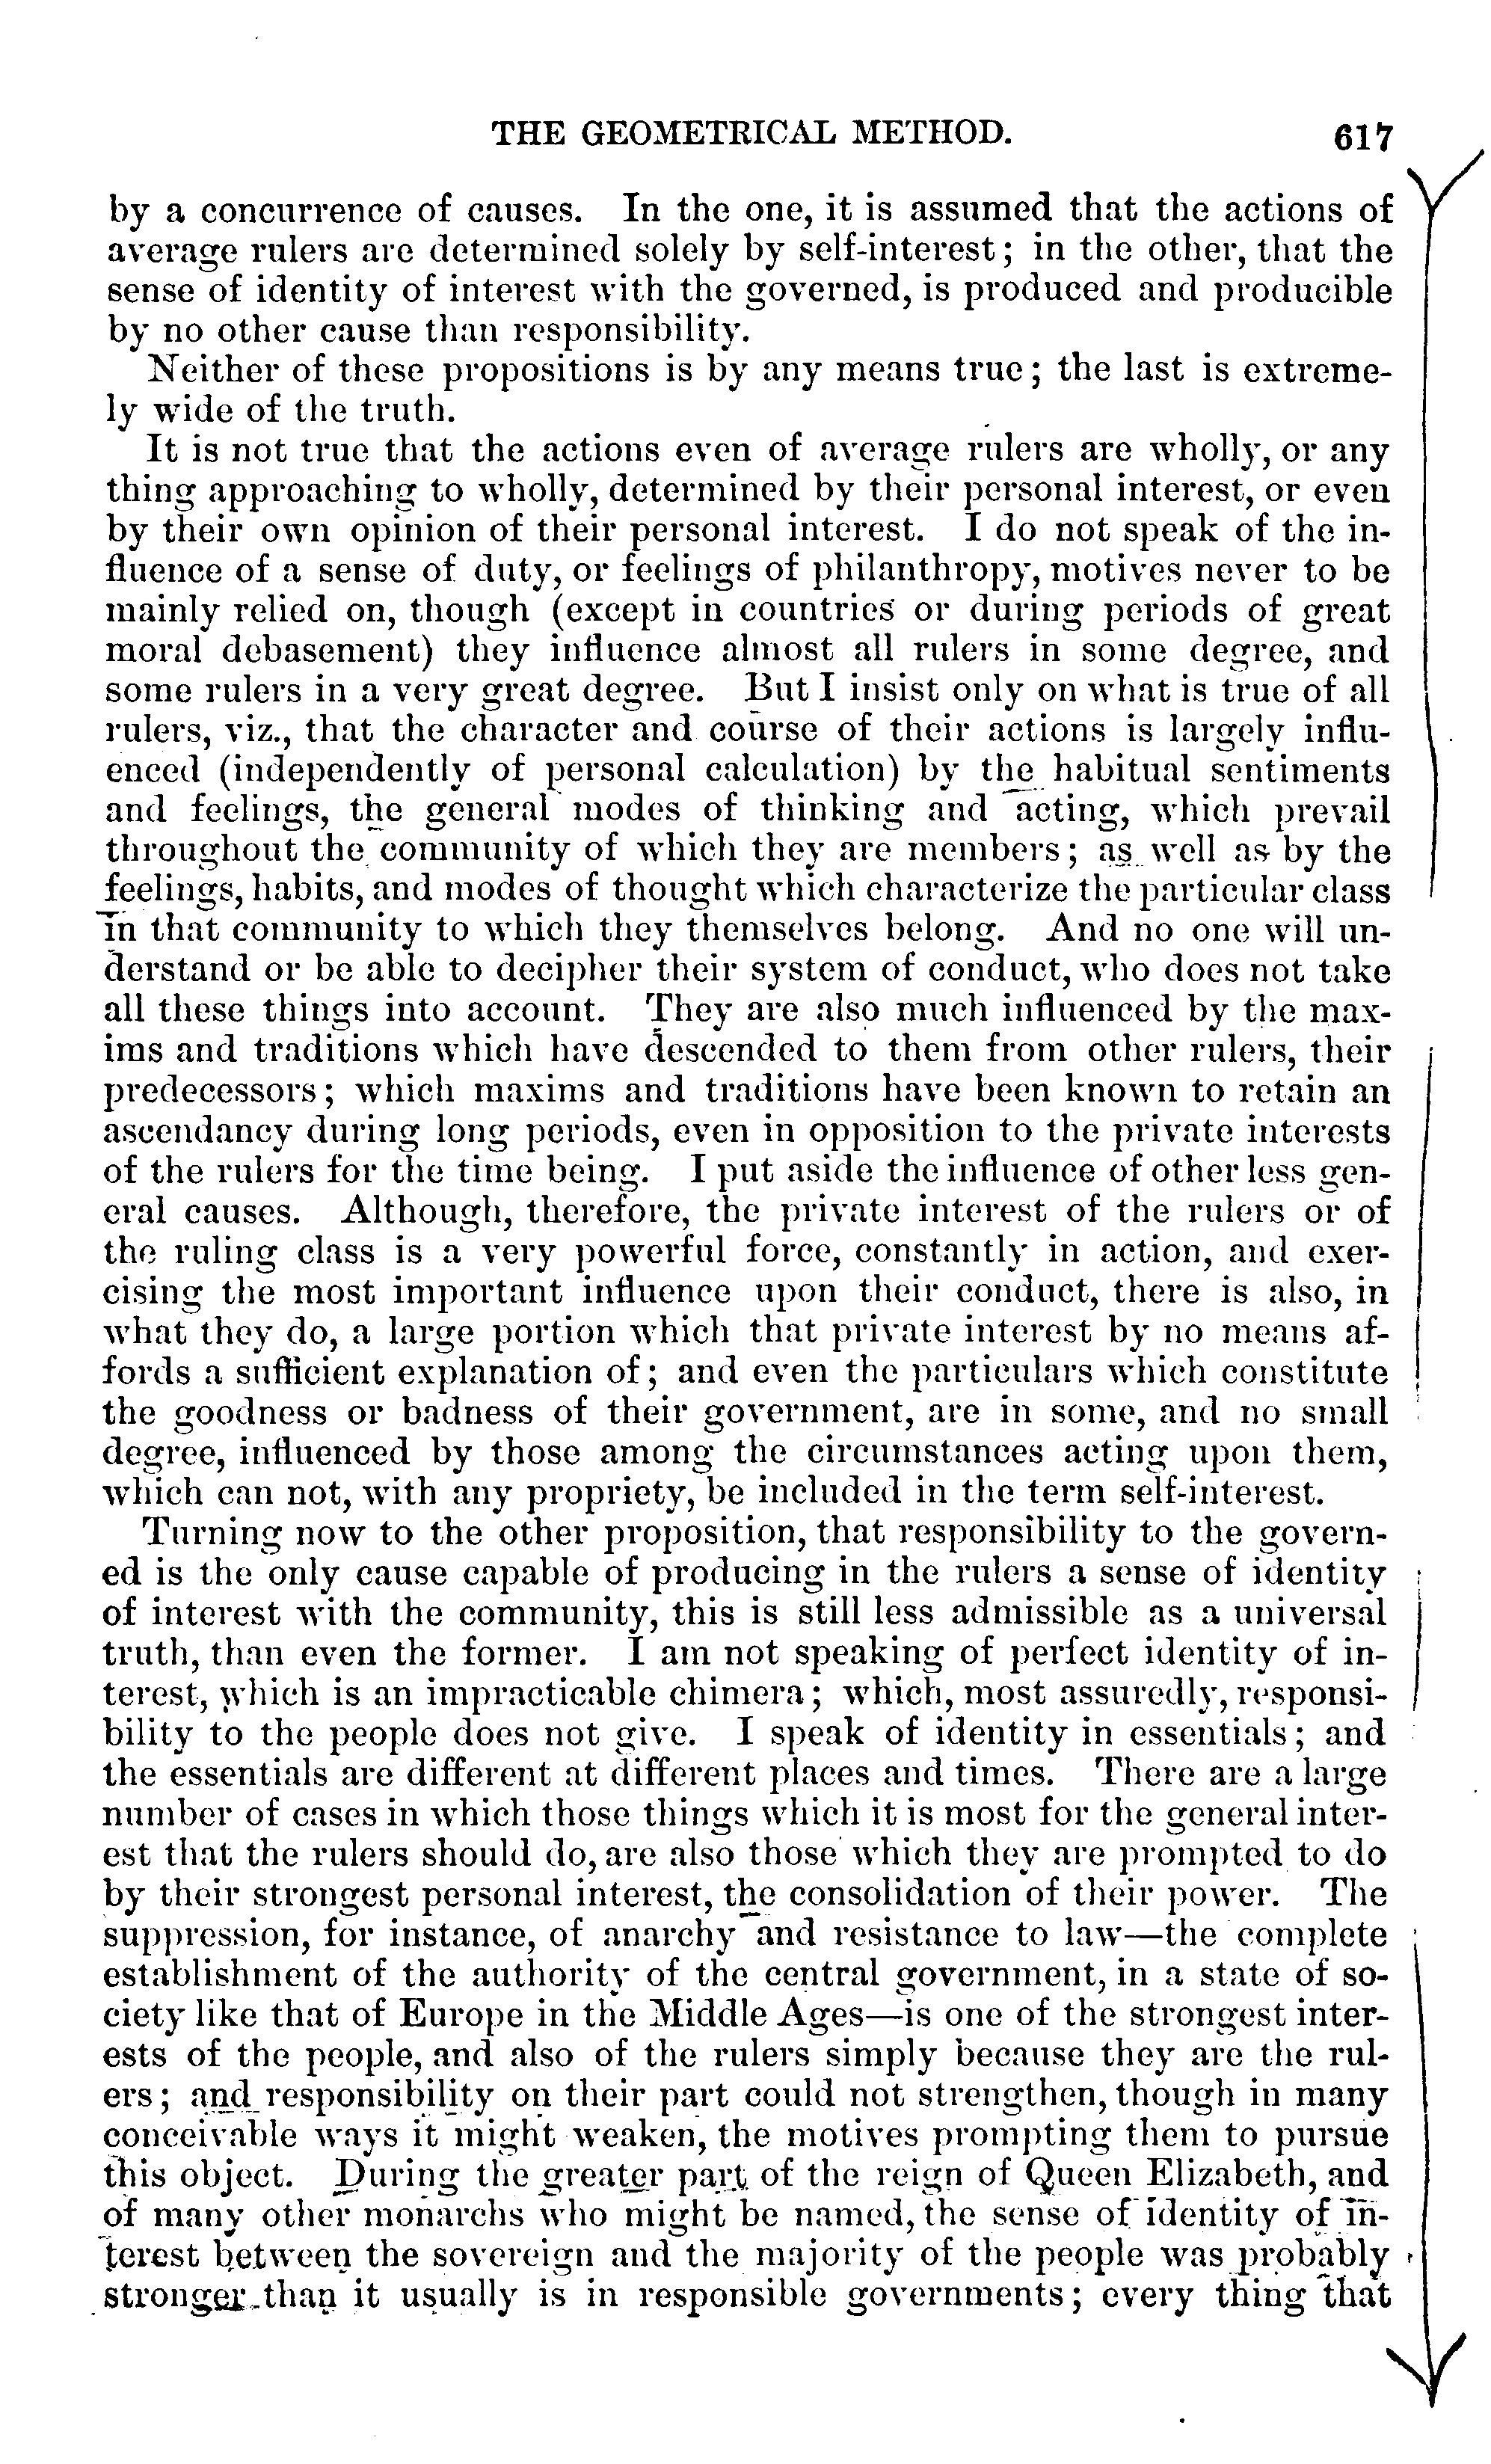 THE GEOMETRICAL METHOD. 617
by a concurrence of causes. In the one, it is assumed that the actions of
average rulers are determined solely by self-interest; in the other, that the
sense of identity of interest with the governed, is produced and producible
by no other cause than responsibility.
Neither of these propositions is by any means true; the last is extreme-
ly wide of the truth.
It is not true that the actions even of average rulers are wholly, or any
thing approaching to wholly, determined by their personal interest, or even
by their own opinion of their personal interest. I do not speak of the in-
fluence of a sense of duty, or feelings of philanthropy, motives never to be
mainly relied on, though (except in countries or during periods of great
moral debasement) they influence almost all rulers in some degree, and
some rulers in a very great degree. But I insist only on what is true of all
rulers, viz., that the character and course of their actions is largely influ-
enced (independently of personal calculation) by the habitual sentiments
and feelings, the general modes of thinking and acting, which prevail
throughout the community of which they are members; as well as by the
feelings, habits, and modes of thought which characterize the particular class
in that community to which they themselves belong. And no one will un-
derstand or be able to decipher their system of conduct, who does not take
all these things into account. They are also much influenced by the max-
ims and traditions which have descended to them from other rulers, their
predecessors; which maxims and traditions have been known to retain an
ascendancy during long periods, even in opposition to the private interests
of the rulers for the time being. I put aside the influence of other less gen-
eral causes. Although, therefore, the private interest of the rulers or of
the ruling class is a very powerful force, constantly in action, and exer-
cising the most important influence upon their conduct, there is also, in
what they do, a large portion which that private interest by no means af-
fords a sufficient explanation of; and even the particulars which constitute
the goodness or badness of their government, are in some, and no small
degree, influenced by those among the circumstances acting upon them,
which can not, with any propriety, be included in the term self-interest.
Turning now to the other proposition, that responsibility to the govern-
ed is the only cause capable of producing in the rulers a sense of identity
of interest with the community, this is still less admissible as a universal
truth, than even the former. I am not speaking of perfect identity of in-
terest, which is an impracticable chimera; which, most assuredly, responsi-
bility to the people does not give. I speak of identity in essentials; and
the essentials are different at different places and times. There are a large
number of cases in which those things which it is most for the general inter-
est that the rulers should do, are also those which they are prompted to do
by their strongest personal interest, the consolidation of their power. The
suppression, for instance, of anarchy and resistance to law—the complete
establishment of the authority of the central government, in a state of so-
ciety like that of Europe in the Middle Ages—is one of the strongest inter-
ests of the people, and also of the rulers simply because they are the rul-
ers; and responsibility on their part could not strengthen, though in many
conceivable ways it might weaken, the motives prompting them to pursue
this object. During the greater part of the reign of Queen Elizabeth, and
of many other monarchs who might be named, the sense of identity of in-
terest between the sovereign and the majority of the people was probably
stronger than it usually is in responsible governments; every thing that